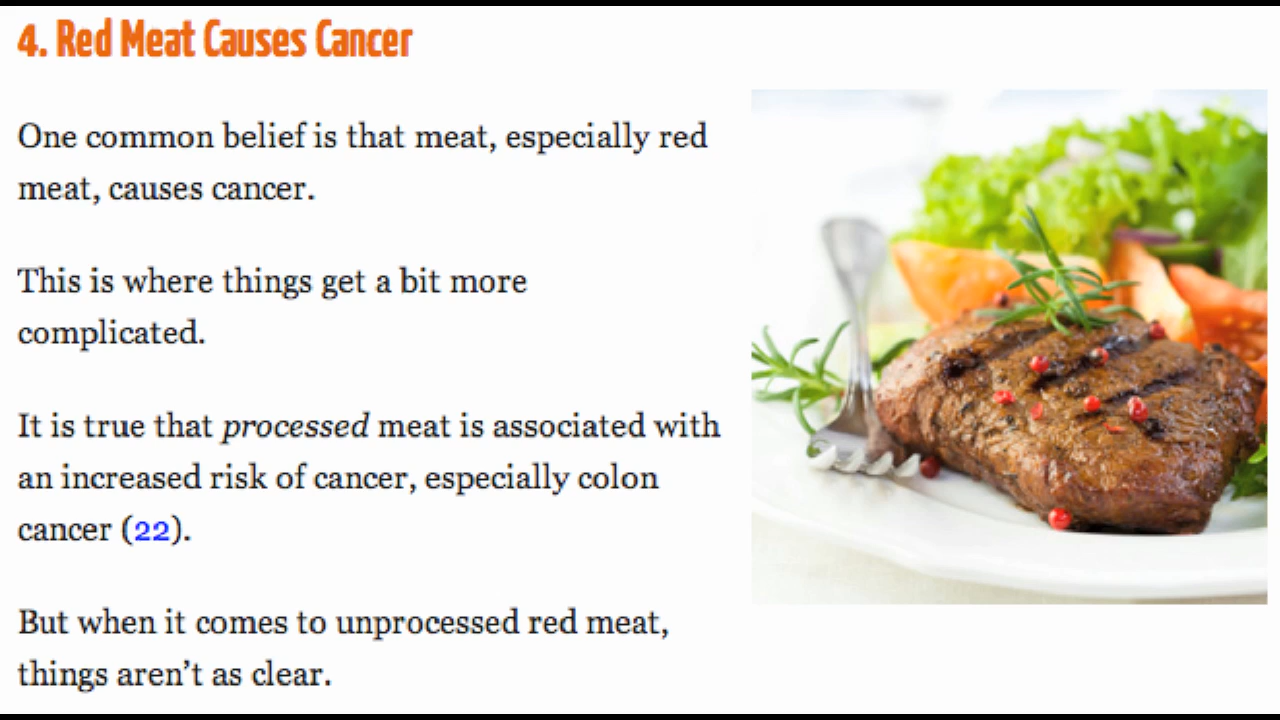 4. Red Meat Causes Cancer
One common belief is that meat, especially red
meat, causes cancer.
This is where things get a bit more
complicated.
It is true that processed meat is associated with
an increased risk of cancer, especially colon
cancer (22).
But when it comes to unprocessed red meat,
things aren’t as clear.